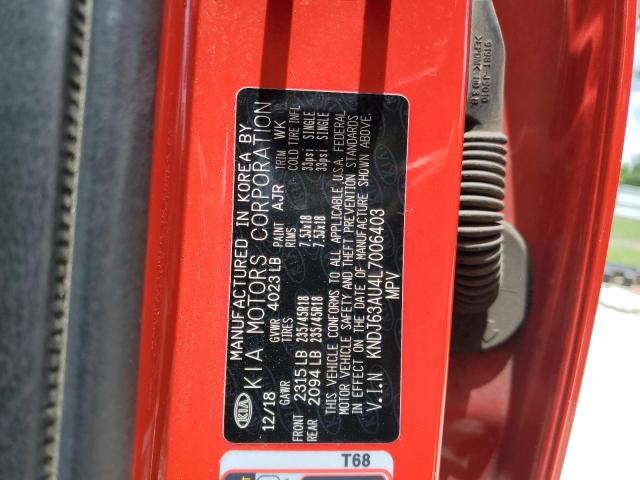 MANUFACTURED IN KOREA BY
KIA KIA MOTORS CORPORATION
12/18 GVWR 4023 LB PAINT AJR TRIM WK
GAWR TIRES RIMS COLD TIRE INFL
FRONT 2315 LB 235/45R18 7.5Jx18 33psi SINGLE
REAR 2094 LB 235/45R18 7.5Jx18 33psi SINGLE
THIS VEHICLE CONFORMS TO ALL APPLICABLE U.S.A. FEDERAL
MOTOR VEHICLE SAFETY AND THEFT PREVENTION STANDARDS
IN EFFECT ON THE DATE OF MANUFACTURE SHOWN ABOVE.
V.I.N KNDJ63AU4L7006403
MPV
T68